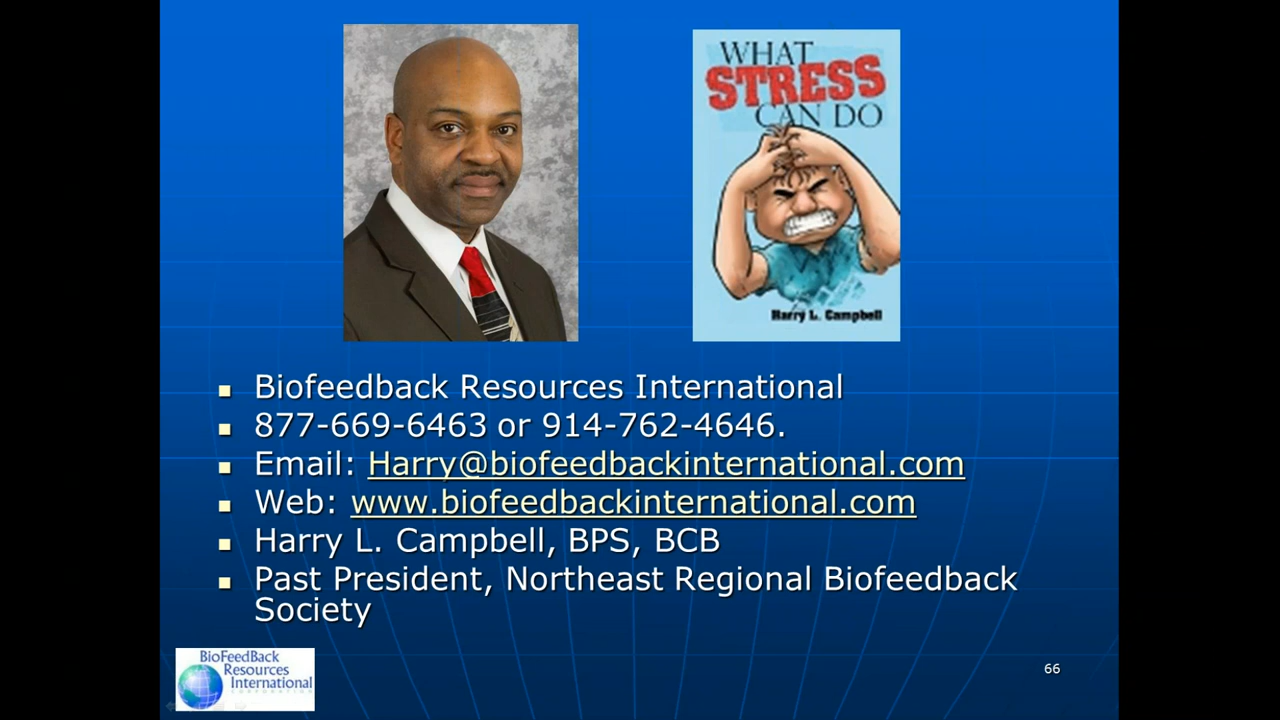 WHAT
STRESS
CAN DO
Harry L. Campbell
Biofeedback Resources International
877-669-6463 or 914-762-4646.
Email: Harry@biofeedbackinternational.com
Web: www.biofeedbackinternational.com
Harry L. Campbell, BPS, BCB
Past President, Northeast Regional Biofeedback
Society
BioFeedBack
Resources
International
CORPORATION
66